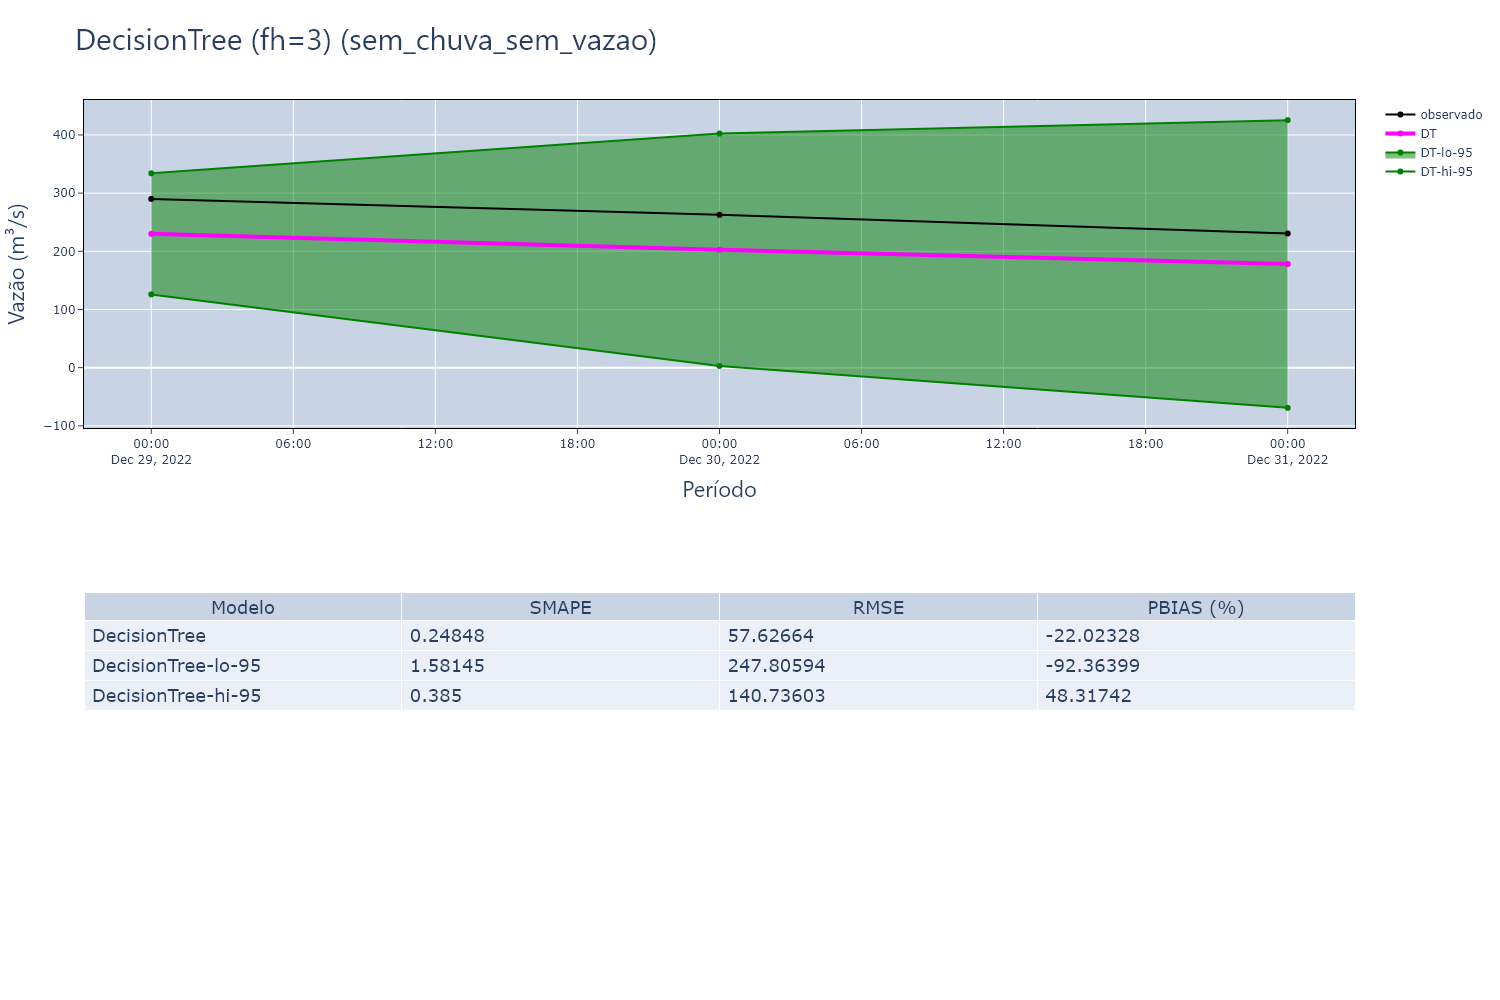 DecisionTree (fh=3) (sem_chuva_sem_vazao)
observado
DT
DT-lo-95
DT-hi-95
Vazão (m³/s)
400
300
200
100
0
−100
00:00 06:00 12:00 18:00 00:00 06:00 12:00 18:00 00:00
Dec 29, 2022 Dec 30, 2022 Dec 31, 2022
Período
Modelo SMAPE RMSE PBIAS (%)
DecisionTree 0.24848 57.62664 -22.02328
DecisionTree-lo-95 1.58145 247.80594 -92.36399
DecisionTree-hi-95 0.385 140.73603 48.31742